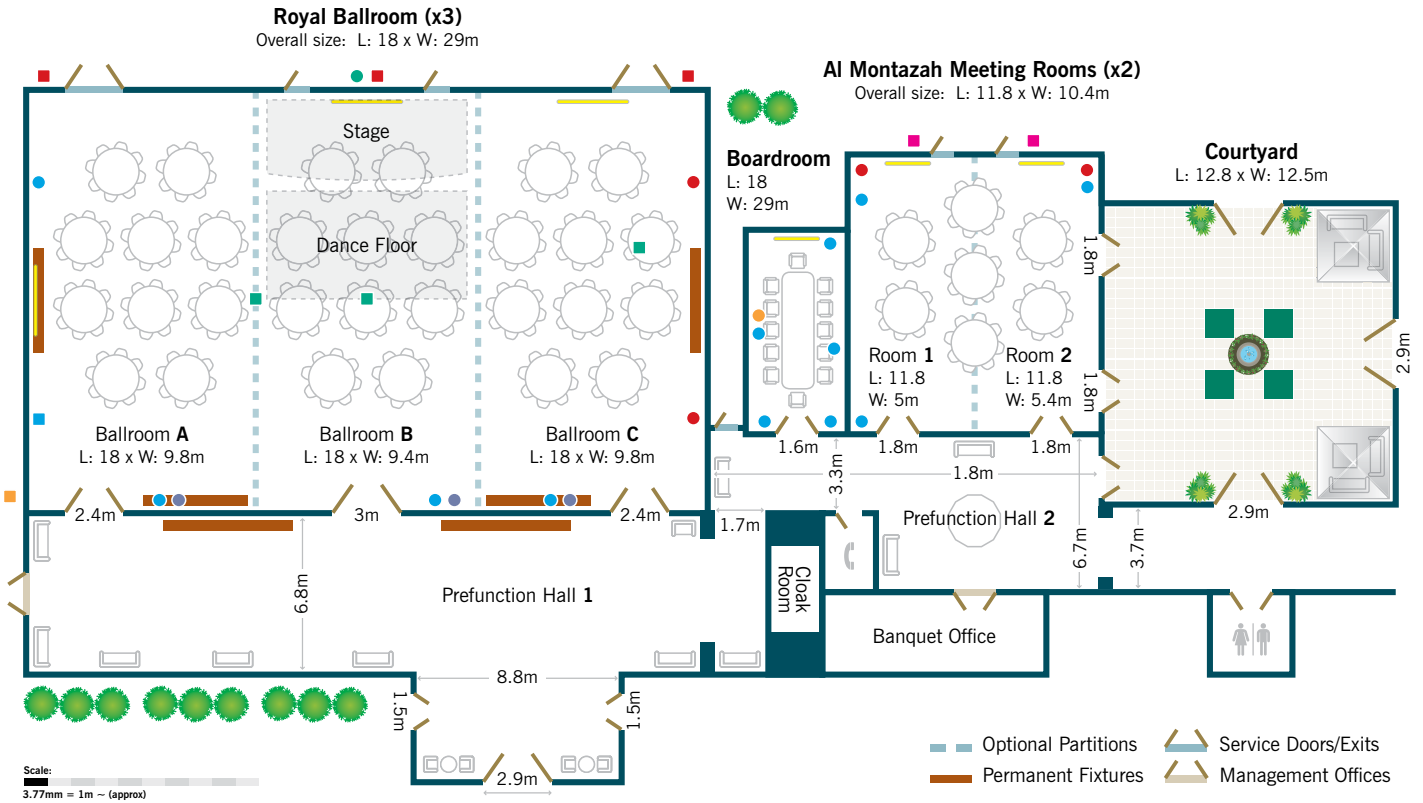 Royal Ballroom (x3)
Overall size: L: 18 x W: 29m
Al Montazah Meeting Rooms (x2)
Overall size: L: 11.8 x W: 10.4m
Boardroom
L: 18
W: 29m
Courtyard
L: 12.8 x W: 12.5m
Stage
Dance Floor
1.8m
2.9m
Room 1
L: 11.8
W: 5m
Room 2
L: 11.8
W: 5.4m
1.8m
Ballroom A
L: 18 x W: 9.8m
Ballroom B
L: 18 x W: 9.4m
Ballroom C
L: 18 x W: 9.8m
1.6m
1.8m
1.8m
3.3m
1.8m
2.4m
3m
2.4m
1.7m
Prefunction Hall 2
2.9m
6.7m
3.7m
6.8m
Prefunction Hall 1
Cloak
Room
Banquet Office
8.8m
1.5m
1.5m
2.9m
Optional Partitions
Service Doors/Exits
Permanent Fixtures
Management Offices
Scale:
3.77mm = 1m ~ (approx)